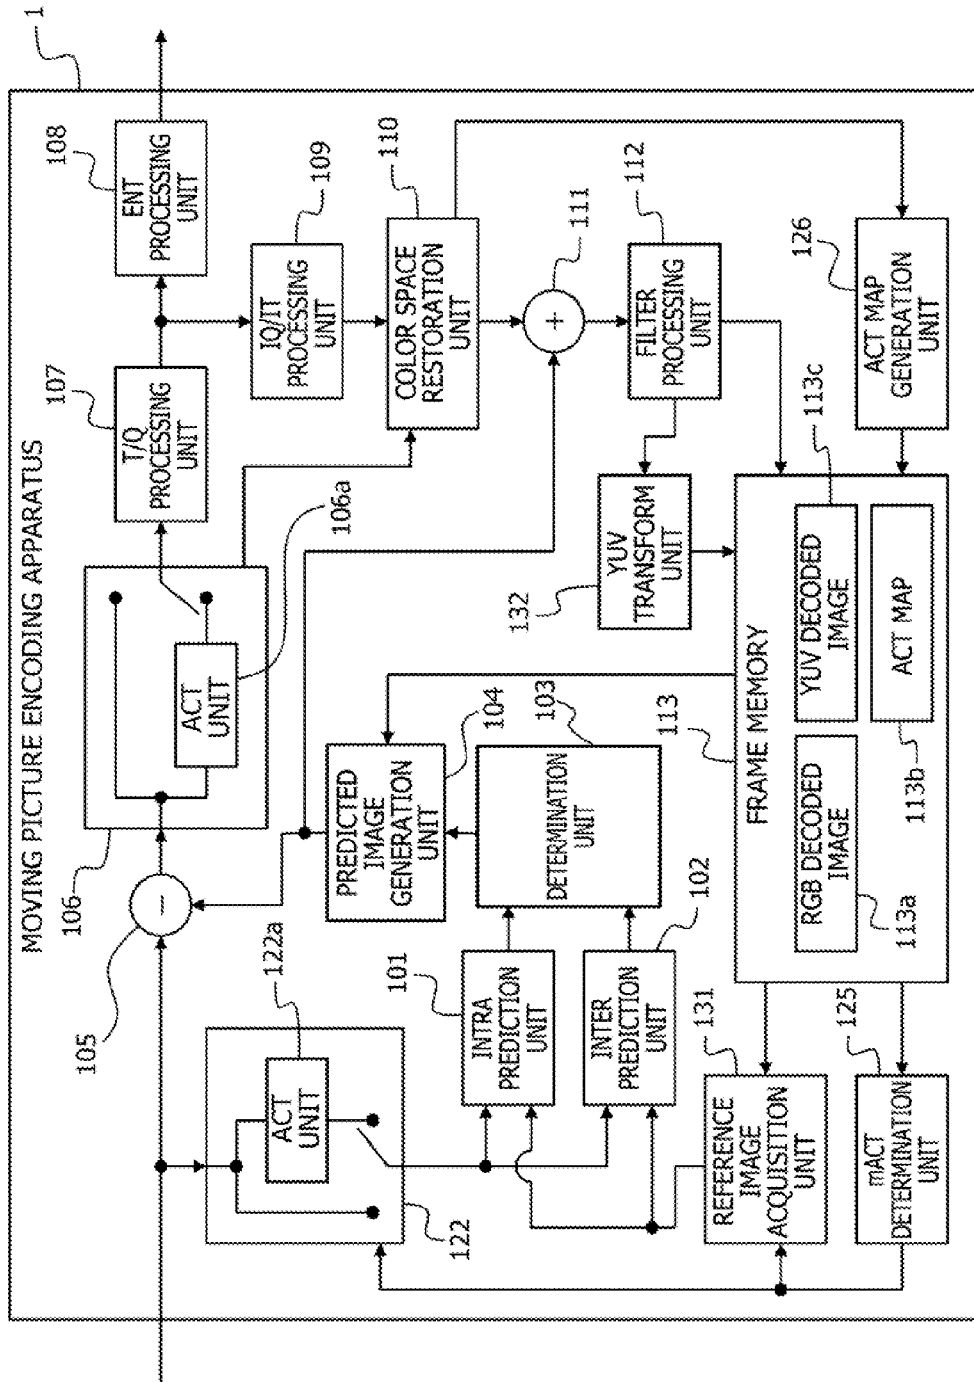 1
MOVING PICTURE ENCODING APPARATUS
105
106
ACT
UNIT
106a
107
T/Q
PROCESSING
UNIT
108
ENT
PROCESSING
UNIT
122a
ACT
UNIT
122
IQ/IT
PROCESSING
UNIT
109
PREDICTED
IMAGE
GENERATION
UNIT
104
COLOR SPACE
RESTORATION
UNIT
110
101
INTRA
PREDICTION
UNIT
DETERMINATION
UNIT
103
111
INTER
PREDICTION
UNIT
102
YUV
TRANSFORM
UNIT
132
FILTER
PROCESSING
UNIT
112
REFERENCE
IMAGE
ACQUISITION
UNIT
131
FRAME MEMORY
113
RGB DECODED
IMAGE
113a
YUV DECODED
IMAGE
113c
ACT MAP
113b
mACT
DETERMINATION
UNIT
125
ACT MAP
GENERATION
UNIT
126